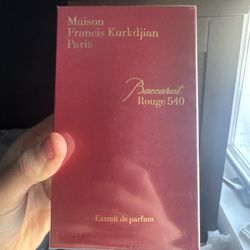 Maison
Francis Kurkdjian
Paris
Baccarat
Rouge 540
Extrait de parfum